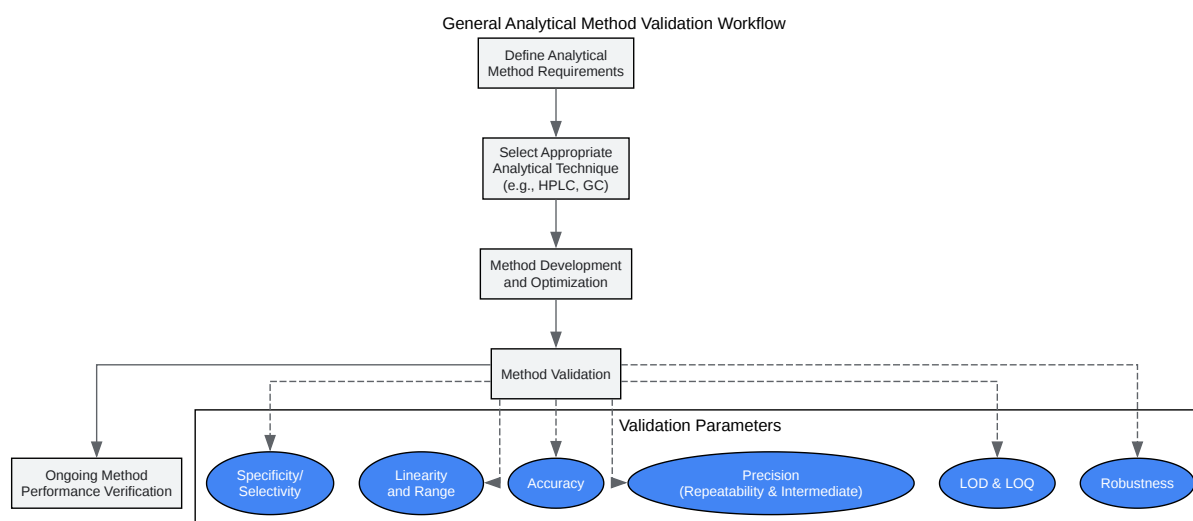 General Analytical Method Validation Workflow
Define Analytical
Method Requirements
Select Appropriate
Analytical Technique
(e.g., HPLC, GC)
Method Development
and Optimization
Method Validation
Validation Parameters
Ongoing Method
Performance Verification
Specificity/
Selectivity
Linearity
and Range
Accuracy
Precision
(Repeatability & Intermediate)
LOD & LOQ
Robustness